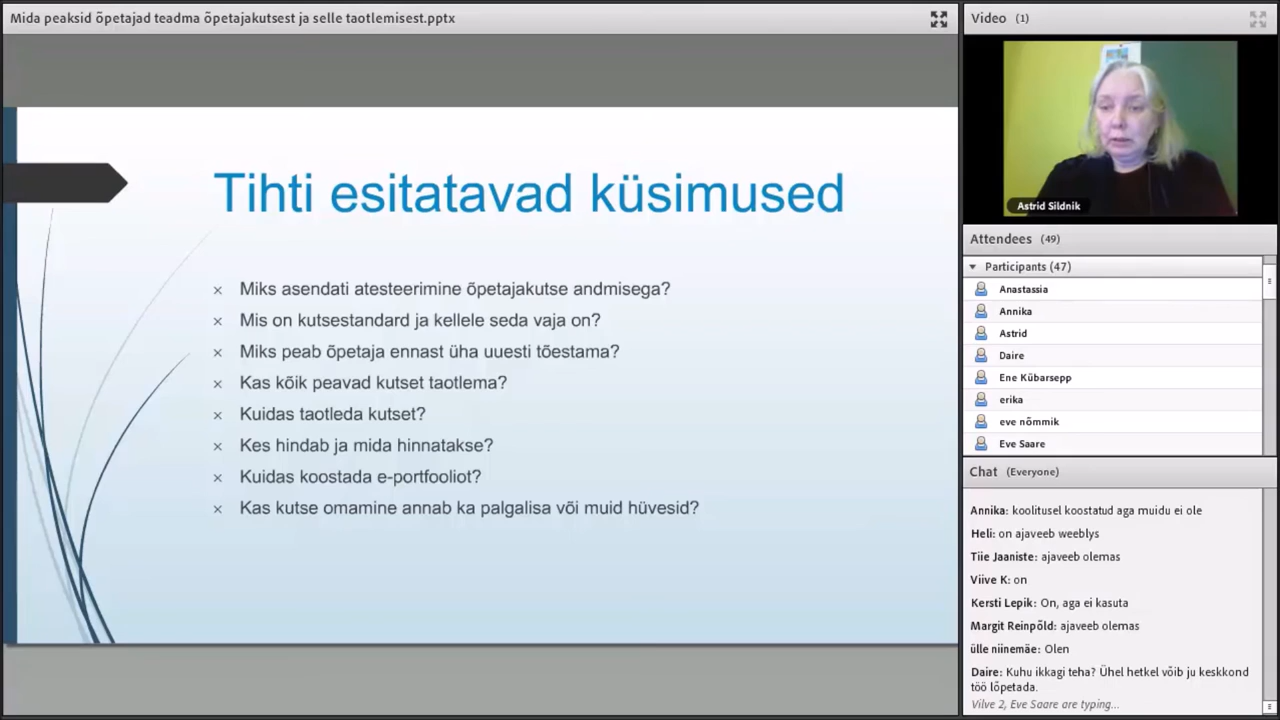 Mida peaksid õpetajad teadma õpetajakutsest ja selle taotlemisest.pptx
Tihti esitatavad küsimused
× Miks asendati atesteerimine õpetajakutse andmisega?
× Mis on kutsestandard ja kellele seda vaja on?
× Miks peab õpetaja ennast üha uuesti tõestama?
× Kas kõik peavad kutset taotlema?
× Kuidas taotleda kutset?
× Kes hindab ja mida hinnatakse?
× Kuidas koostada e-portfooliot?
× Kas kutse omamine annab ka palgalisa või muid hüvesid?
Video (1)
Astrid Sildnik
Attendees (49)
Participants (47)
Anastassia
Annika
Astrid
Daire
Ene Kübarsepp
erika
eve nõmmik
Eve Saare
Chat (Everyone)
Annika: koolitusel koostatud aga muidu ei ole
Heli: on ajaveeb weeblys
Tiie Jaaniste: ajaveeb olemas
Viive K: on
Kersti Lepik: On, aga ei kasuta
Margit Reinpõld: ajaveeb olemas
ülle niinemäe: Olen
Daire: Kuhu ikkagi teha? Ühel hetkel võib ju keskkond
töö lõpetada.
Vilve 2, Eve Saare are typing...